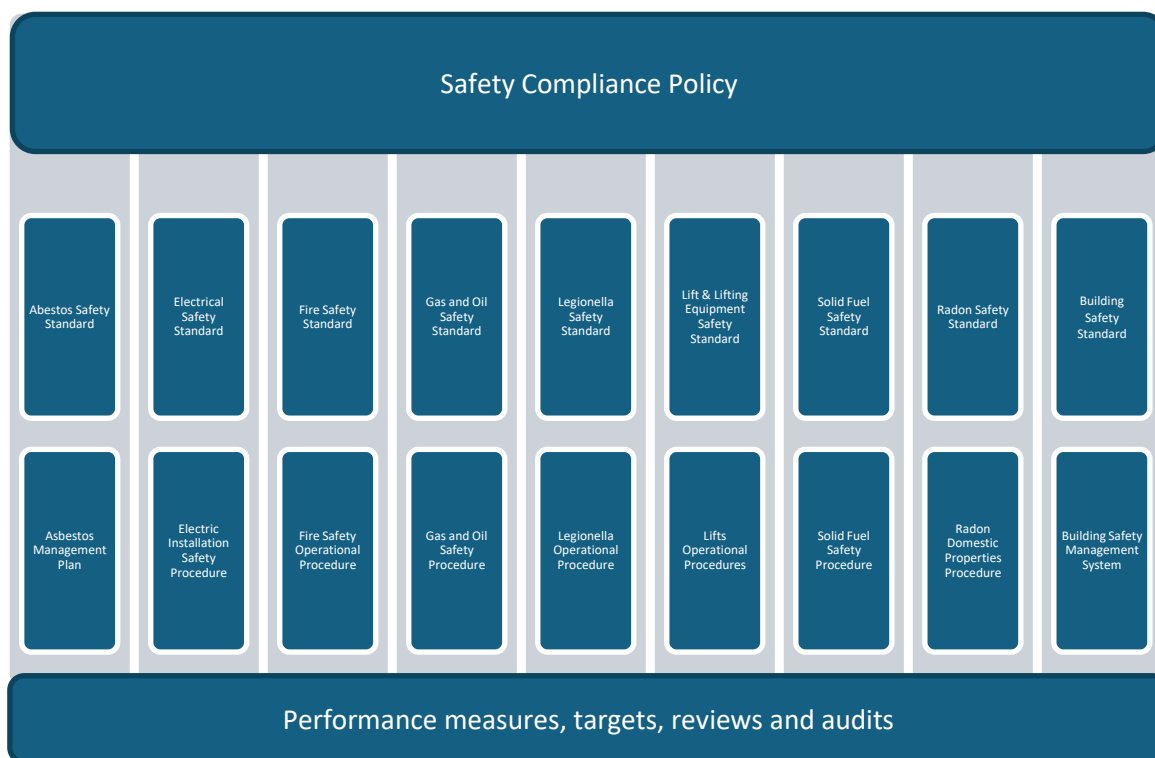 Safety Compliance Policy
Abestos Safety
Standard
Electrical
Safety
Standard
Fire Safety
Standard
Gas and Oil
Safety
Standard
Legionella
Safety
Standard
Lift & Lifting
Equipment
Safety
Standard
Solid Fuel
Safety
Standard
Radon Safety
Standard
Building
Safety
Standard
Asbestos
Management
Plan
Electric
Installation
Safety
Procedure
Fire Safety
Operational
Procedure
Gas and Oil
Safety
Procedure
Legionella
Operational
Procedure
Lifts
Operational
Procedures
Solid Fuel
Safety
Procedure
Radon
Domestic
Properties
Procedure
Building Safety
Management
System
Performance measures, targets, reviews and audits